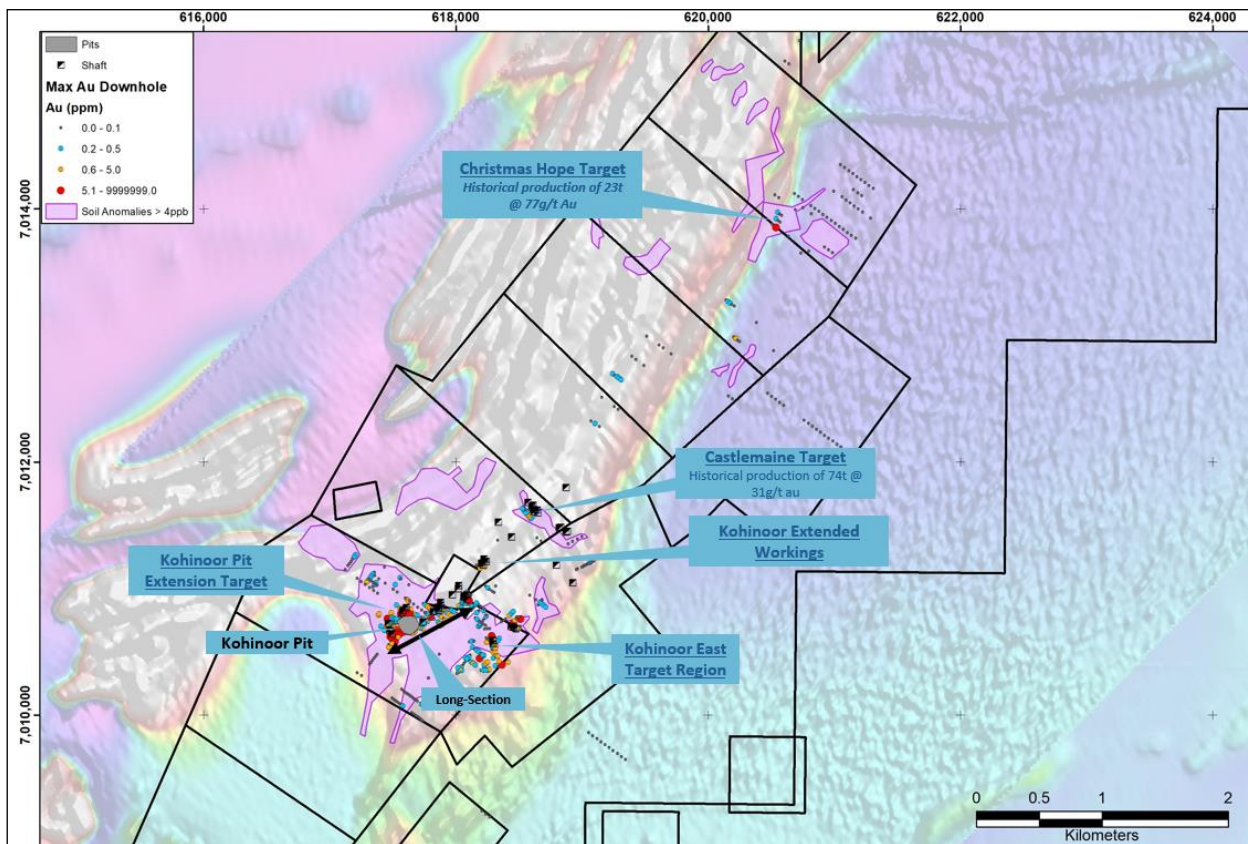 616,000
618,000
620,000
622,000
624,000
Pits
Shaft
Max Au Downhole
Au (ppm)
0.0 - 0.1
0.2 - 0.5
0.6 - 5.0
5.1 - 9999999.0
Soil Anomalies > 4ppb
7,014,000
7,012,000
7,010,000
Christmas Hope Target
Historical production of 23t
@ 77g/t Au
Castlemaine Target
Historical production of 74t @
31g/t au
Kohinoor Extended
Workings
Kohinoor Pit
Extension Target
Kohinoor Pit
Kohinoor East
Target Region
Long-Section
0
0.5
1
2
Kilometers